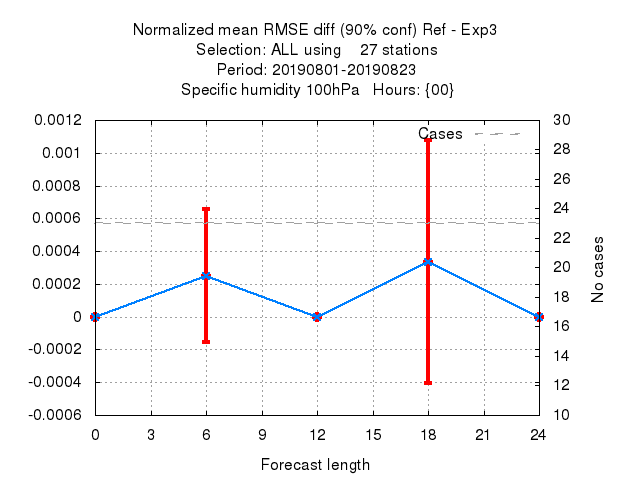 Normalized mean RMSE diff (90% conf) Ref - Exp3
Selection: ALL using 27 stations
Period: 20190801-20190823
Specific humidity 100hPa Hours: {00}
Cases
0.0012
0.001
0.0008
0.0006
0.0004
0.0002
0
-0.0002
-0.0004
-0.0006
30
28
26
24
22
20
18
16
14
12
10
No cases
0 3 6 9 12 15 18 21 24
Forecast length